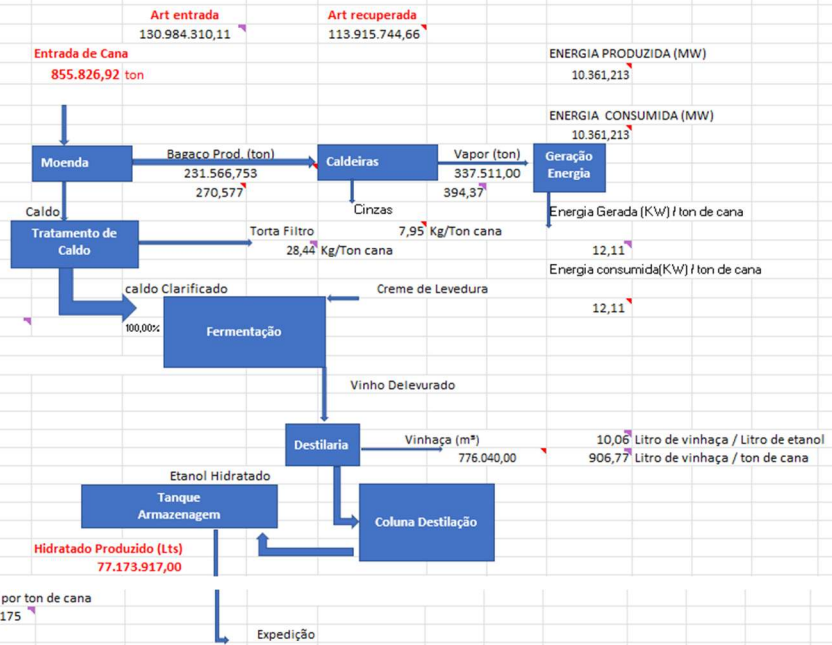 Art entrada
Art recuperada
130.984.310,11
113.915.744,66
Entrada de Cana
855.826,92 ton
ENERGIA PRODUZIDA (MW)
10.361,213
ENERGIA CONSUMIDA (MW)
10.361,213
Moenda
Bagaço Prod. (ton)
231.566,753
270,577
Caldeiras
Vapor (ton)
337.511,00
394,37
Geração
Energia
Caldo
Cinzas
Energia Gerada (KW) / ton de cana
Tratamento de
Caldo
Torta Filtro
7,95 Kg/Ton cana
28,44 Kg/Ton cana
12,11
Energia consumida(KW) / ton de cana
caldo Clarificado
Creme de Levedura
12,11
100,00%
Fermentação
Vinho Delevurado
Destilaria
Vinhaça (m³)
776.040,00
10,06 Litro de vinhaça / Litro de etanol
906,77 Litro de vinhaça / ton de cana
Etanol Hidratado
Tanque
Armazenagem
Coluna Destilação
Hidratado Produzido (Lts)
77.173.917,00
por ton de cana
175
Expedição